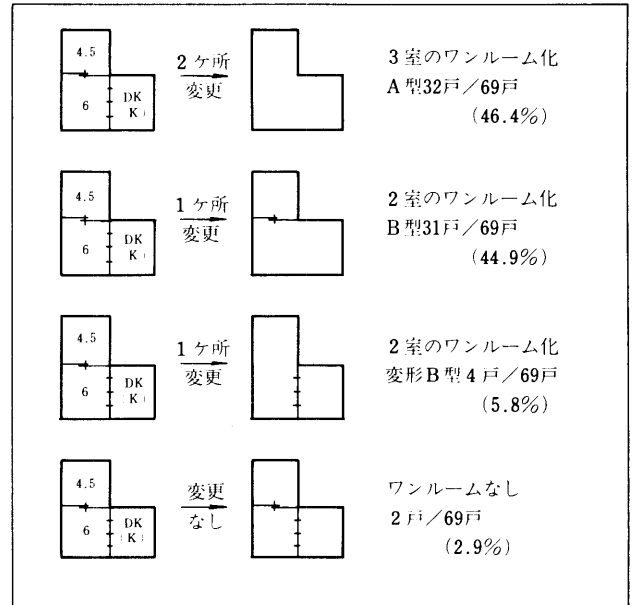 4.5
6
DK
(K)
2ケ所
変更
3室のワンルーム化
A型32戸/69戸
(46.4%)
4.5
6
DK
(K)
1ケ所
変更
2室のワンルーム化
B型31戸/69戸
(44.9%)
4.5
6
DK
(K)
1ケ所
変更
2室のワンルーム化
変形B型4戸/69戸
(5.8%)
4.5
6
DK
(K)
変更
なし
ワンルームなし
2戸/69戸
(2.9%)